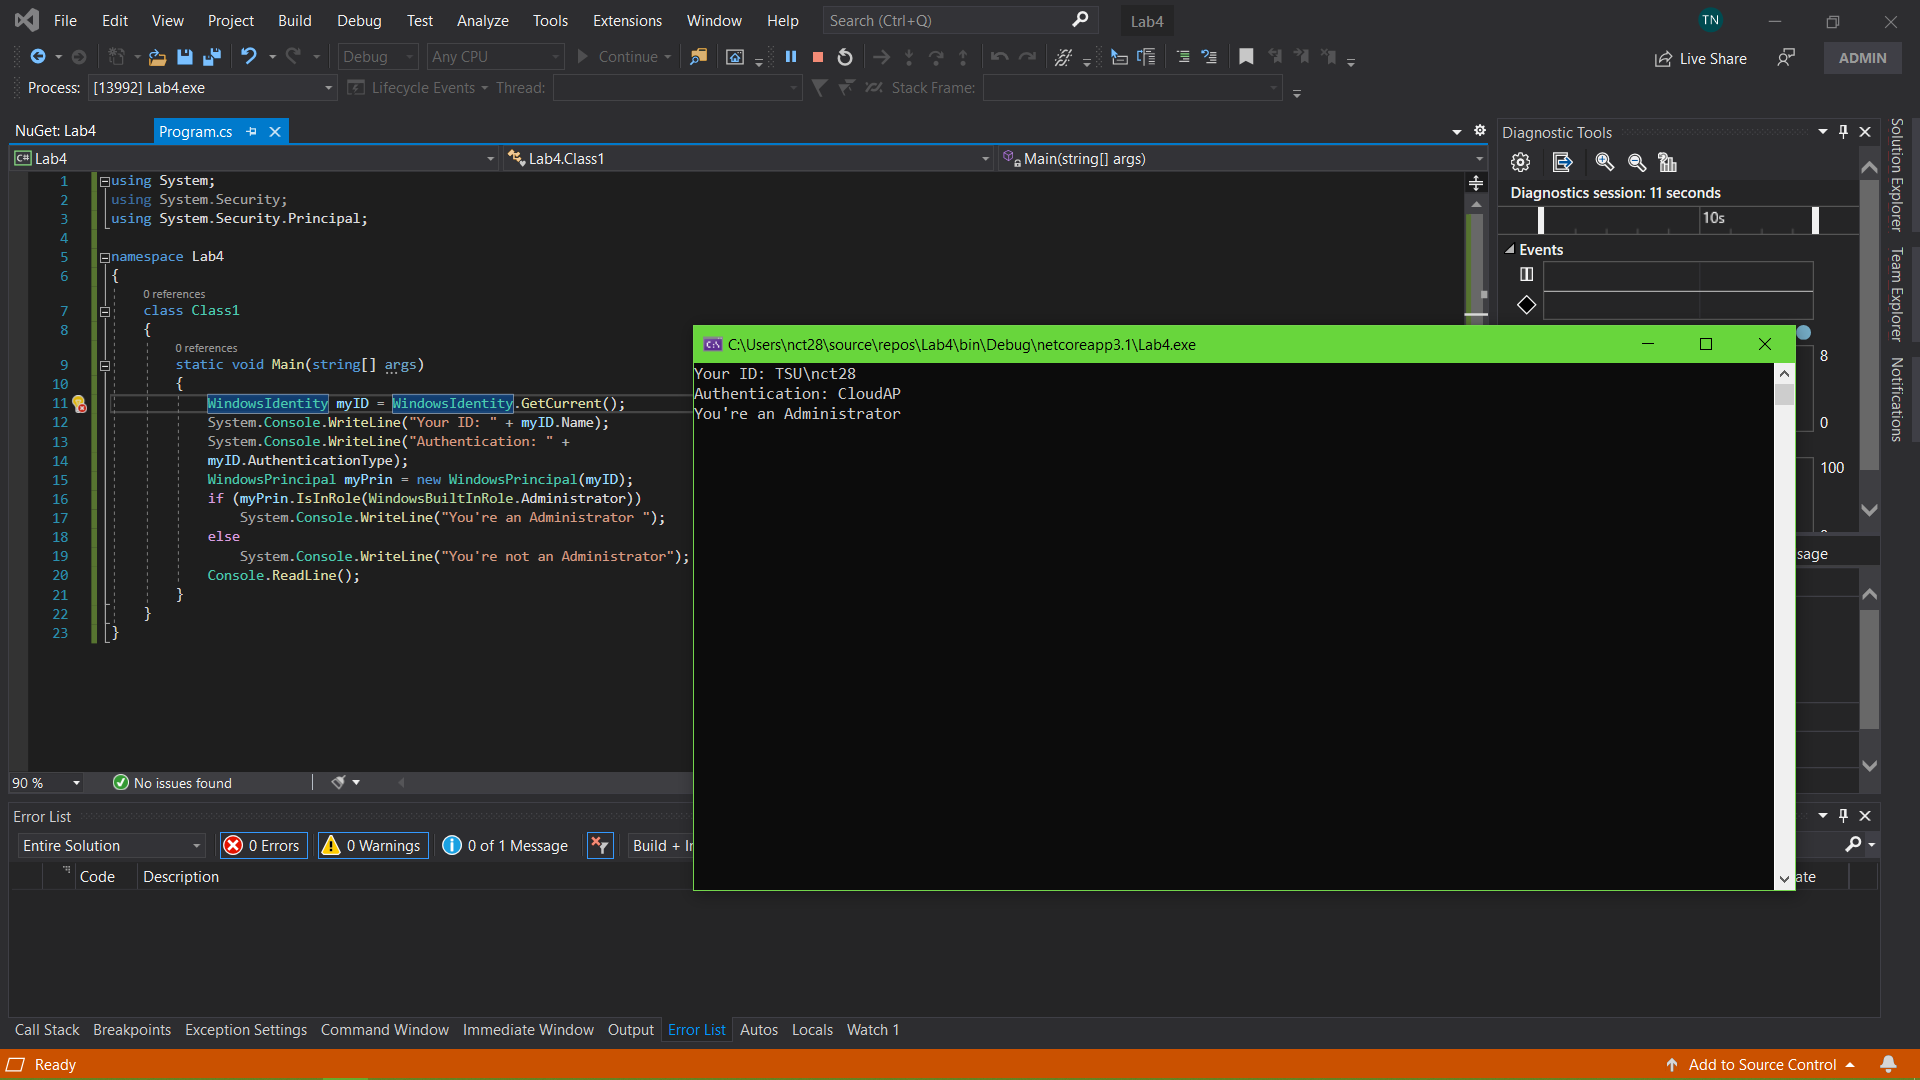 File Edit View Project Build Debug Test Analyze Tools Extensions Window Help Search (Ctrl+Q) Lab4 TN
Debug Any CPU Continue Live Share ADMIN
Process: [13992] Lab4.exe Lifecycle Events Thread: Stack Frame:
NuGet: Lab4 Program.cs
C# Lab4 Lab4.Class1 Main(string[] args)
1 using System;
2 using System.Security;
3 using System.Security.Principal;
4
5 namespace Lab4
6 {
0 references
7 class Class1
8 {
0 references
9 static void Main(string[] args)
10 {
11 WindowsIdentity myID = WindowsIdentity.GetCurrent();
12 System.Console.WriteLine("Your ID: " + myID.Name);
13 System.Console.WriteLine("Authentication: " +
14 myID.AuthenticationType);
15 WindowsPrincipal myPrin = new WindowsPrincipal(myID);
16 if (myPrin.IsInRole(WindowsBuiltInRole.Administrator))
17 System.Console.WriteLine("You're an Administrator ");
18 else
19 System.Console.WriteLine("You're not an Administrator");
20 Console.ReadLine();
21 }
22 }
23 }
C:\Users\nct28\source\repos\Lab4\bin\Debug\netcoreapp3.1\Lab4.exe
Your ID: TSU\nct28
Authentication: CloudAP
You're an Administrator
Diagnostic Tools
Diagnostics session: 11 seconds
10s
Events
8
0
100
sage
Solution Explorer
Team Explorer
Notifications
90 % No issues found
Error List
Entire Solution 0 Errors 0 Warnings 0 of 1 Message Build + In
Code Description ate
Call Stack Breakpoints Exception Settings Command Window Immediate Window Output Error List Autos Locals Watch 1
Ready Add to Source Control